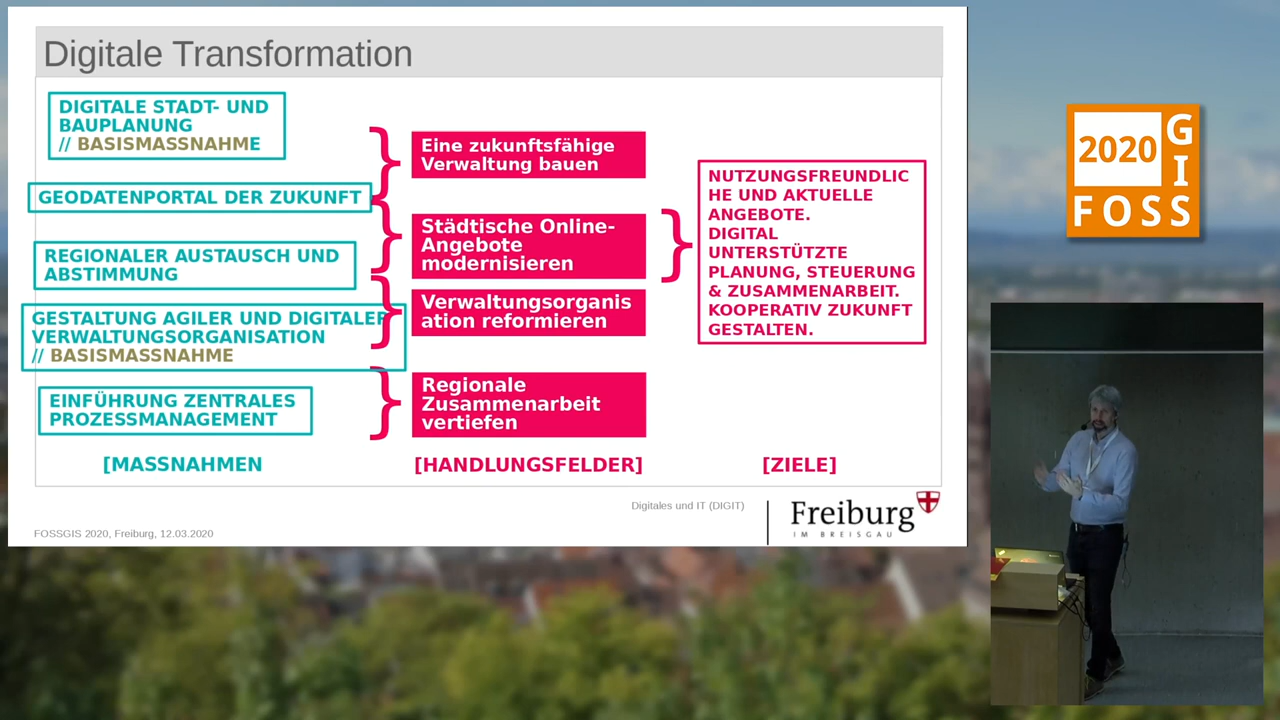 Digitale Transformation
DIGITALE STADT- UND
BAUPLANUNG
// BASISMASSNAHME
GEODATENPORTAL DER ZUKUNFT
REGIONALER AUSTAUSCH UND
ABSTIMMUNG
GESTALTUNG AGILER UND DIGITALER
VERWALTUNGSORGANISATION
// BASISMASSNAHME
EINFÜHRUNG ZENTRALES
PROZESSMANAGEMENT
[MASSNAHMEN
Eine zukunftsfähige
Verwaltung bauen
Städtische Online-
Angebote
modernisieren
Verwaltungsorganis
ation reformieren
Regionale
Zusammenarbeit
vertiefen
[HANDLUNGSFELDER]
NUTZUNGSFREUNDLIC
HE UND AKTUELLE
ANGEBOTE.
DIGITAL
UNTERSTÜTZTE
PLANUNG, STEUERUNG
& ZUSAMMENARBEIT.
KOOPERATIV ZUKUNFT
GESTALTEN.
[ZIELE]
Digitales und IT (DIGIT)
Freiburg
IM BREISGAU
FOSSGIS 2020, Freiburg, 12.03.2020
2020
GIS
FOSS